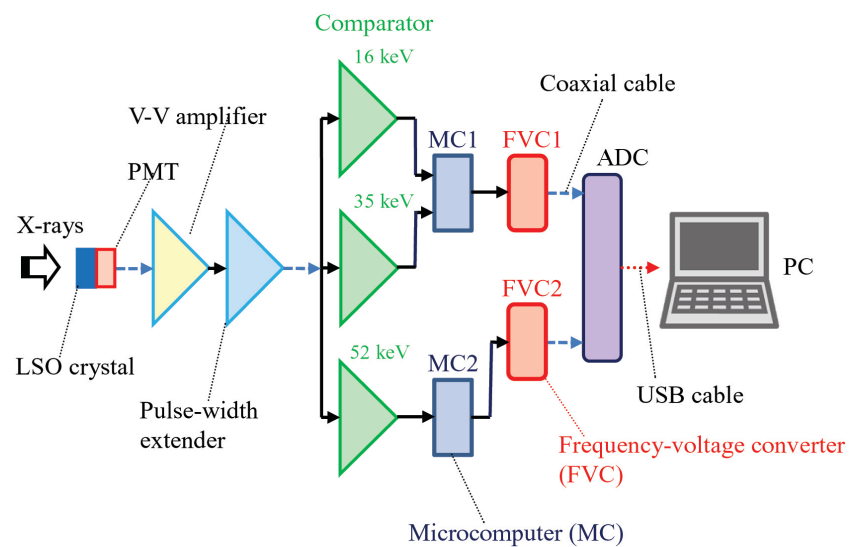 Comparator
16 keV
Coaxial cable
V-V amplifier
MC1
FVC1
ADC
PMT
35 keV
X-rays
PC
FVC2
LSO crystal
52 keV
MC2
USB cable
Pulse-width
extender
Frequency-voltage converter
(FVC)
Microcomputer (MC)